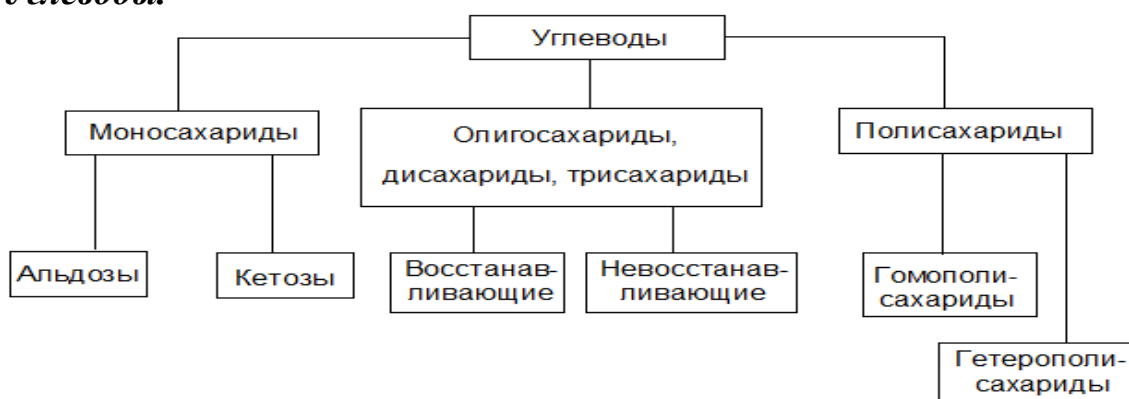 Углеводы
Моносахариды
Олигосахариды,
дисахариды, трисахариды
Полисахариды
Альдозы
Кетозы
Восстанав-
ливающие
Невосстанав-
ливающие
Гомополи-
сахариды
Гетерополи-
сахариды